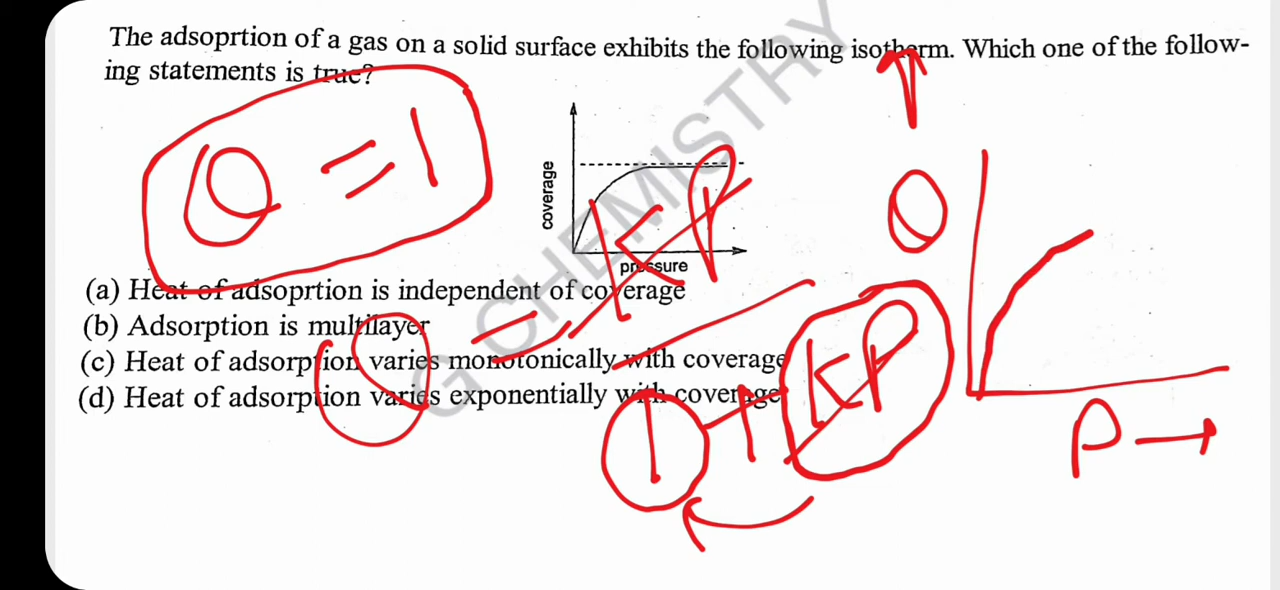 The adsoprtion of a gas on a solid surface exhibits the following isotherm. Which one of the follow-
ing statements is true?
θ = 1
coverage
pressure
θ
P
(a) Heat of adsoprtion is independent of coverage
(b) Adsorption is multilayer
(c) Heat of adsorption varies monotonically with coverage
(d) Heat of adsorption varies exponentially with coverage
θ = KP
1 + KP
G CHEMISTRY